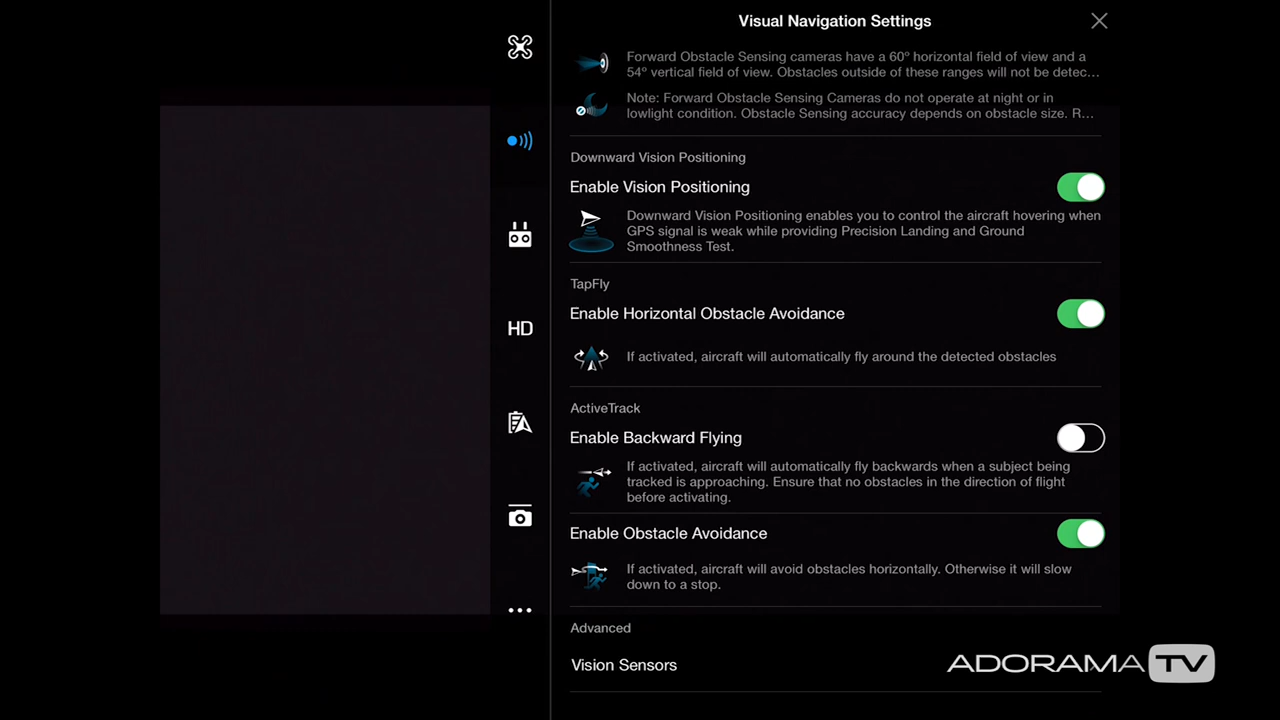 Visual Navigation Settings
Forward Obstacle Sensing cameras have a 60º horizontal field of view and a
54º vertical field of view. Obstacles outside of these ranges will not be detec...
Note: Forward Obstacle Sensing Cameras do not operate at night or in
lowlight condition. Obstacle Sensing accuracy depends on obstacle size. R...
Downward Vision Positioning
Enable Vision Positioning
Downward Vision Positioning enables you to control the aircraft hovering when
GPS signal is weak while providing Precision Landing and Ground
Smoothness Test.
TapFly
Enable Horizontal Obstacle Avoidance
HD
If activated, aircraft will automatically fly around the detected obstacles
ActiveTrack
Enable Backward Flying
If activated, aircraft will automatically fly backwards when a subject being
tracked is approaching. Ensure that no obstacles in the direction of flight
before activating.
Enable Obstacle Avoidance
If activated, aircraft will avoid obstacles horizontally. Otherwise it will slow
down to a stop.
Advanced
Vision Sensors
ADORAMA TV